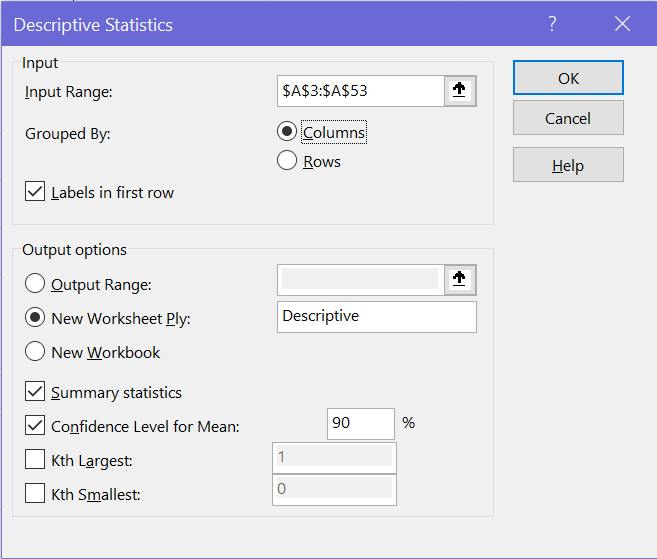 Descriptive Statistics ?
Input
Input Range: $A$3:$A$53
Grouped By: Columns
Rows
Labels in first row
OK
Cancel
Help
Output options
Output Range:
New Worksheet Ply: Descriptive
New Workbook
Summary statistics
Confidence Level for Mean: 90 %
Kth Largest: 1
Kth Smallest: 0